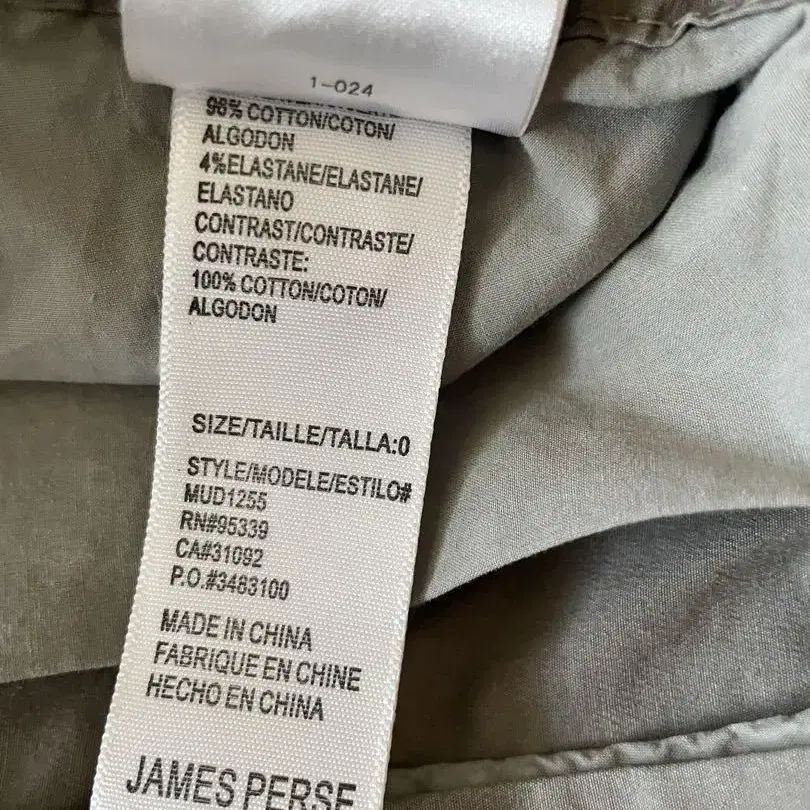 1-024
96% COTTON/COTON/
ALGODON
4%ELASTANE/ELASTANE/
ELASTANO
CONTRAST/CONTRASTE/
CONTRASTE:
100% COTTON/COTON/
ALGODON
SIZE/TAILLE/TALLA:0
STYLE/MODELE/ESTILO#
MUD1255
RN#95339
CA#31092
P.O.#3483100
MADE IN CHINA
FABRIQUE EN CHINE
HECHO EN CHINA
JAMES PERSE